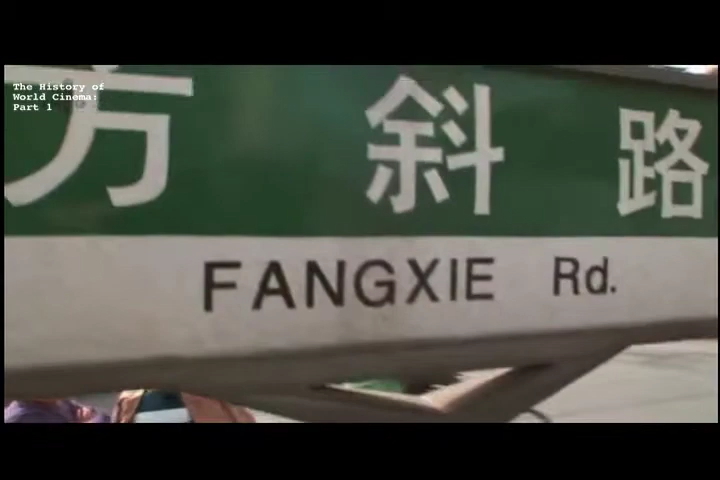 The History of
World Cinema:
Part 1
方斜路
FANGXIE Rd.